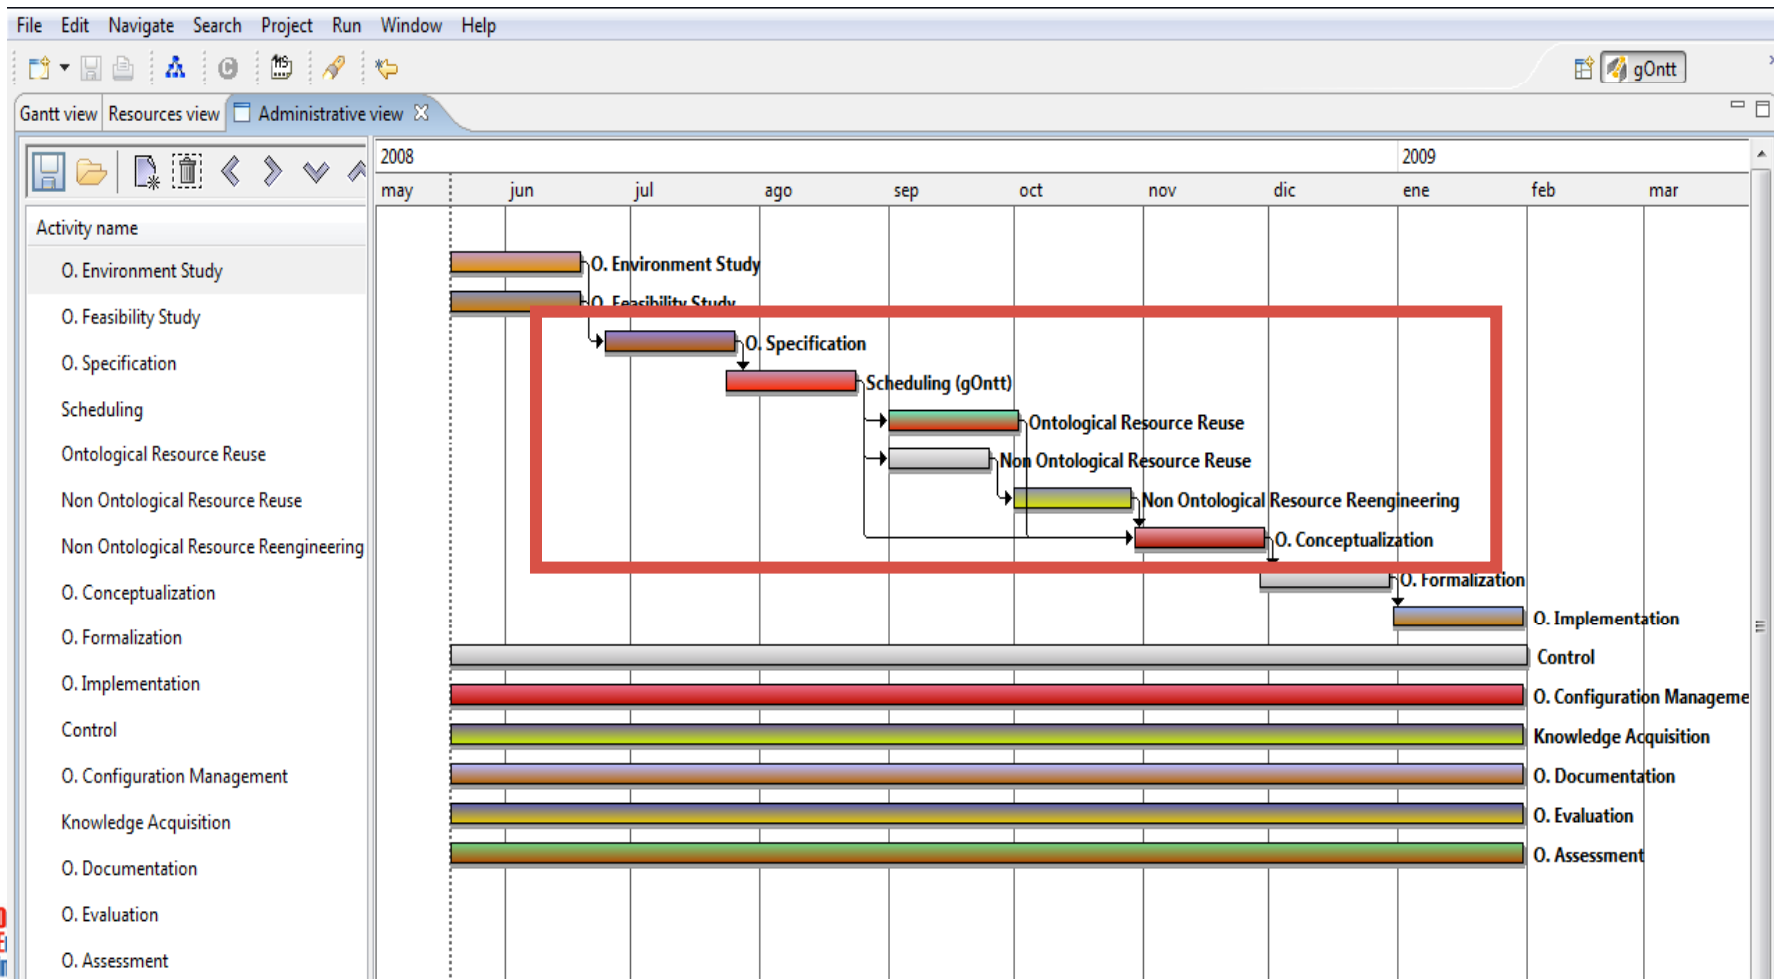 File Edit Navigate Search Project Run Window Help
gOntt
Gantt view Resources view Administrative view
2008 2009
may jun jul ago sep oct nov dic ene feb mar
Activity name
O. Environment Study
O. Feasibility Study
O. Specification
Scheduling
Ontological Resource Reuse
Non Ontological Resource Reuse
Non Ontological Resource Reengineering
O. Conceptualization
O. Formalization
O. Implementation
Control
O. Configuration Management
Knowledge Acquisition
O. Documentation
O. Evaluation
O. Assessment
O. Environment Study
O. Feasibility Study
O. Specification
Scheduling (gOntt)
Ontological Resource Reuse
Non Ontological Resource Reuse
Non Ontological Resource Reengineering
O. Conceptualization
O. Formalization
O. Implementation
Control
O. Configuration Manageme
Knowledge Acquisition
O. Documentation
O. Evaluation
O. Assessment